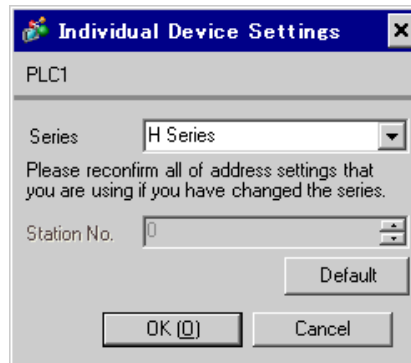 Individual Device Settings
PLC1
Series H Series
Please reconfirm all of address settings that
you are using if you have changed the series.
Station No. 0
Default
OK (O) Cancel